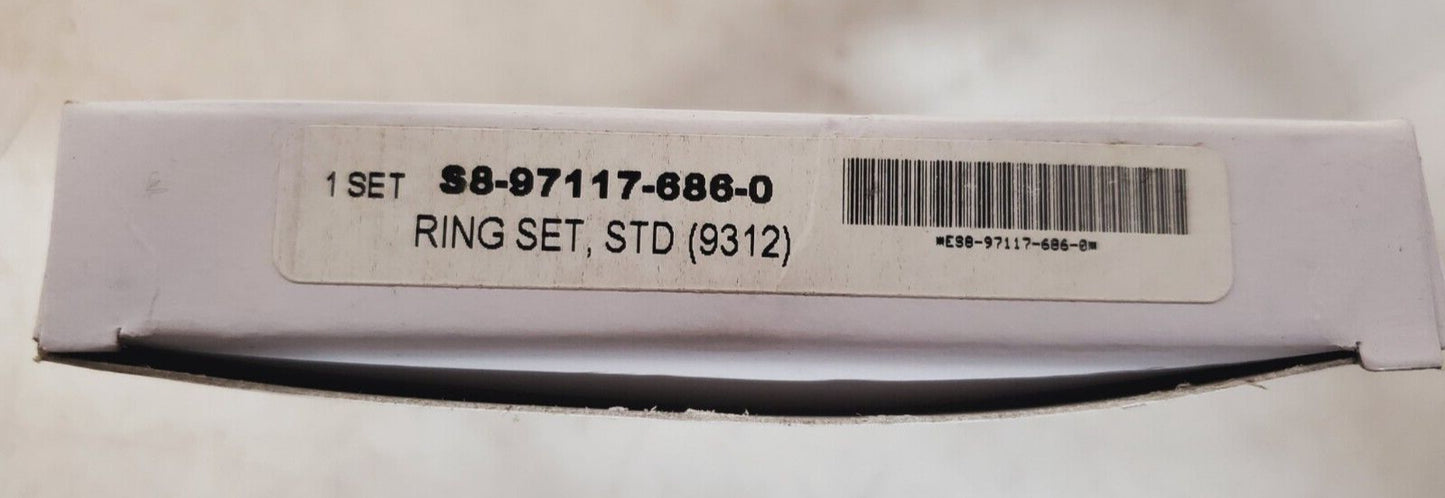 1 SET S8-97117-686-0
RING SET, STD (9312)
*ES8-97117-686-0*